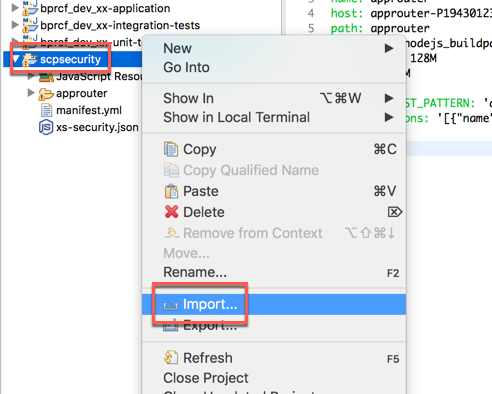 bprcf_dev_xx-application
bprcf_dev_xx-integration-tests
bprcf_dev_xx-unit-t
scpsecurity
JavaScript Resou
approuter
manifest.yml
xs-security.json
New
Go Into
Show In ⌥⌘W
Show in Local Terminal
Copy ⌘C
Copy Qualified Name
Paste ⌘V
Delete ⌦
Remove from Context ⌥⇧⌘↓
Move...
Rename... F2
Import...
Export...
Refresh F5
Close Project
3 name: approuter
4 host: approuter-P19430123
5 path: approuter
nodejs_buildpa
128M
M
ST_PATTERN: '
ons: '[{"name"